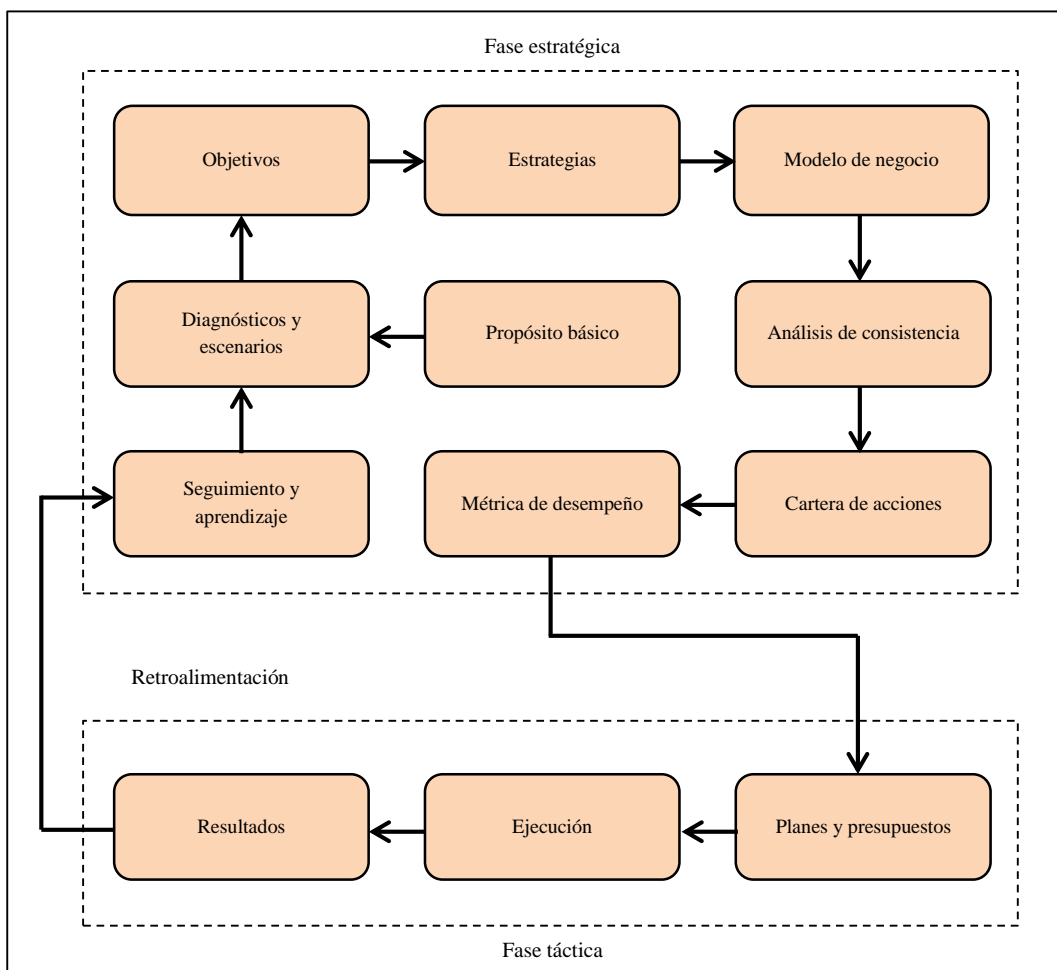 Fase estratégica
Objetivos
Estrategias
Modelo de negocio
Diagnósticos y
escenarios
Propósito básico
Análisis de consistencia
Seguimiento y
aprendizaje
Métrica de desempeño
Cartera de acciones
Retroalimentación
Resultados
Ejecución
Planes y presupuestos
Fase táctica